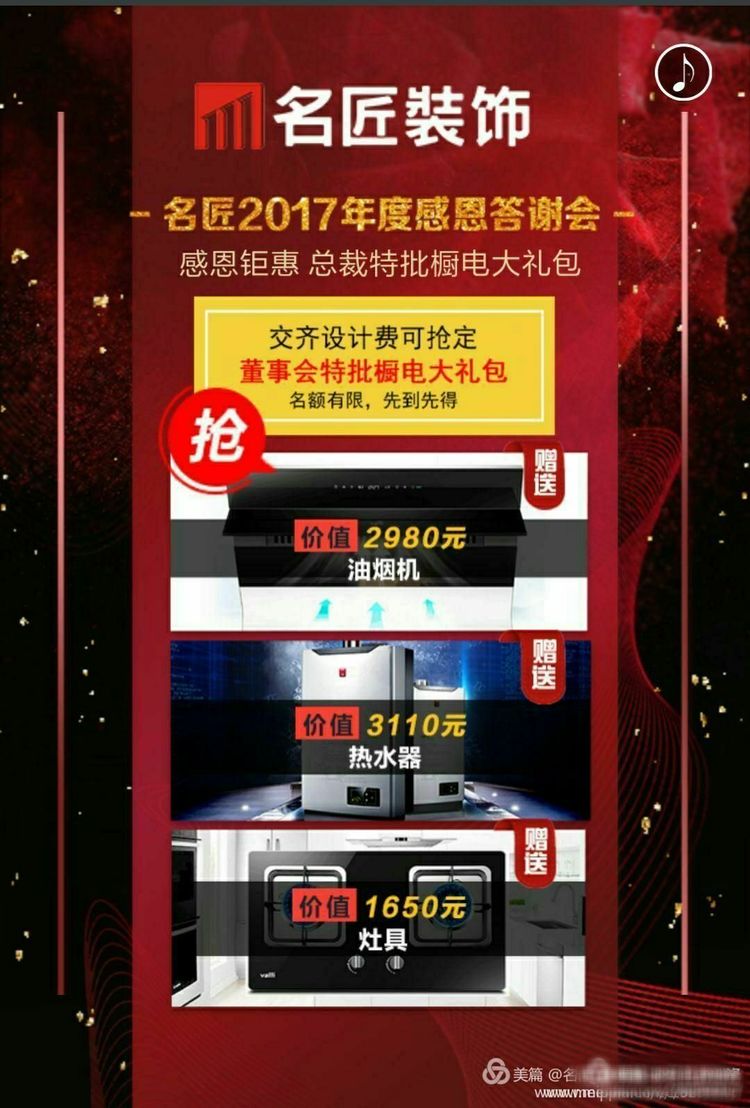 名匠裝饰
名匠2017年度感恩答谢会
感恩钜惠 总裁特批橱电大礼包
交齐设计费可抢定
董事会特批橱电大礼包
名额有限，先到先得
抢
赠送
价值 2980元
油烟机
赠送
价值 3110元
热水器
赠送
价值 1650元
灶具
vatti
美篇 @名